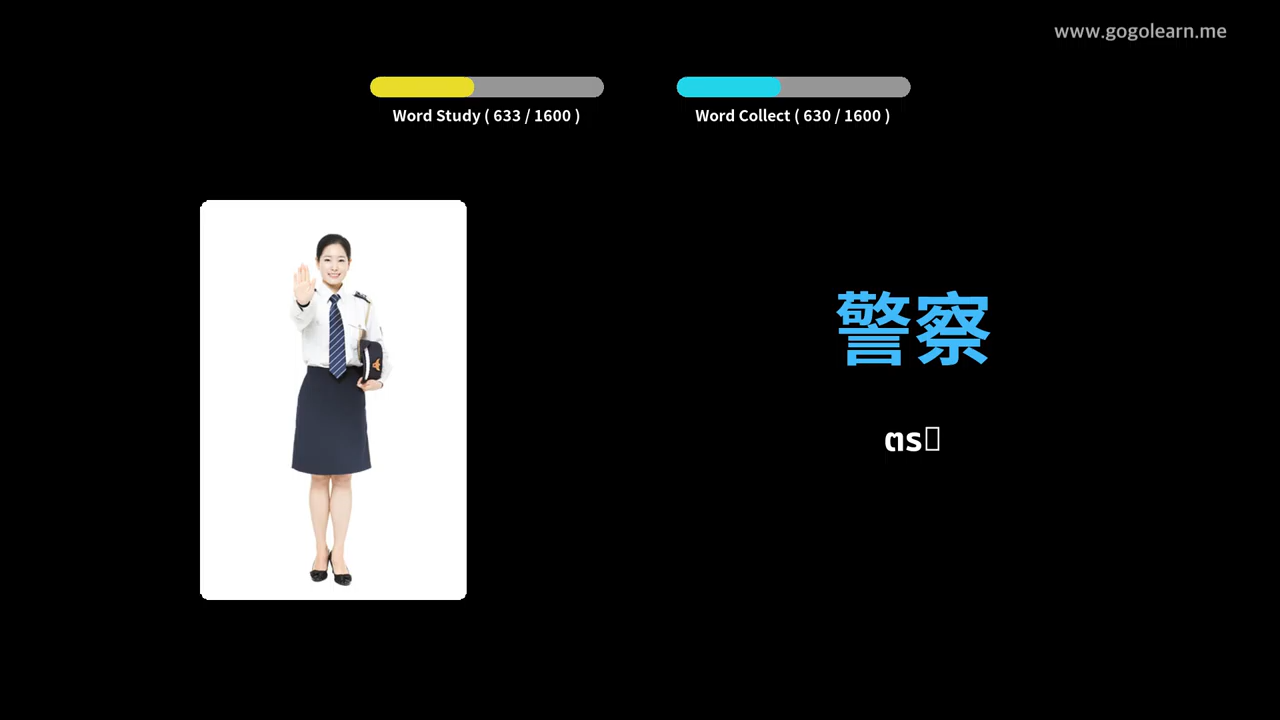 www.gogolearn.me
Word Study ( 633 / 1600 )
Word Collect ( 630 / 1600 )
警察
ตร